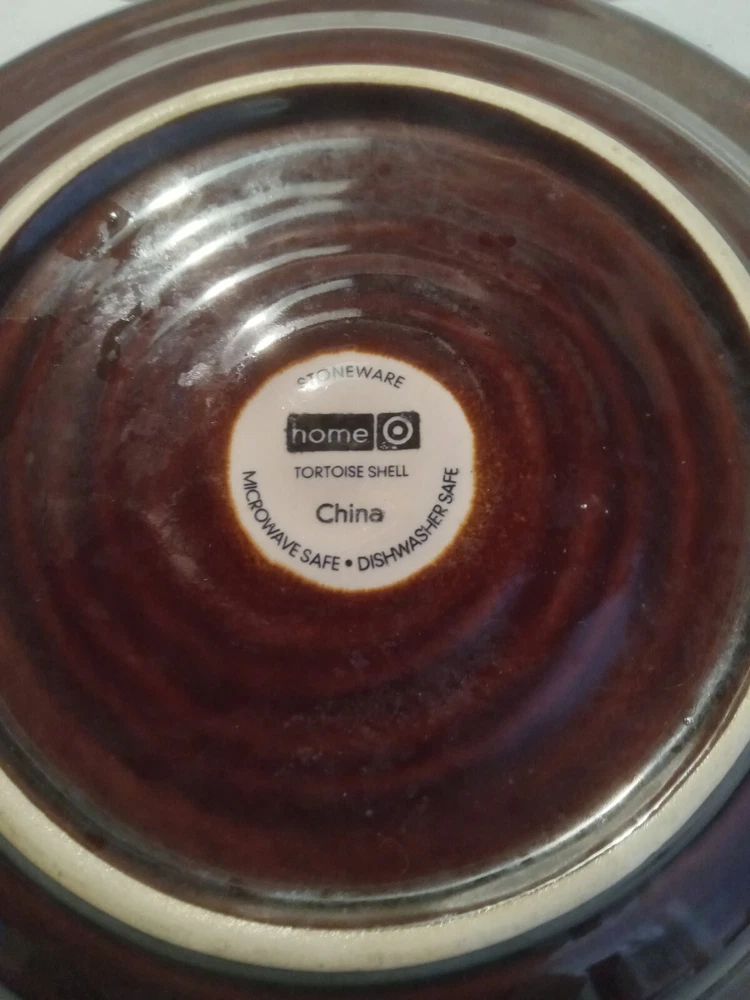 STONEWARE
home
TORTOISE SHELL
China
MICROWAVE SAFE • DISHWASHER SAFE